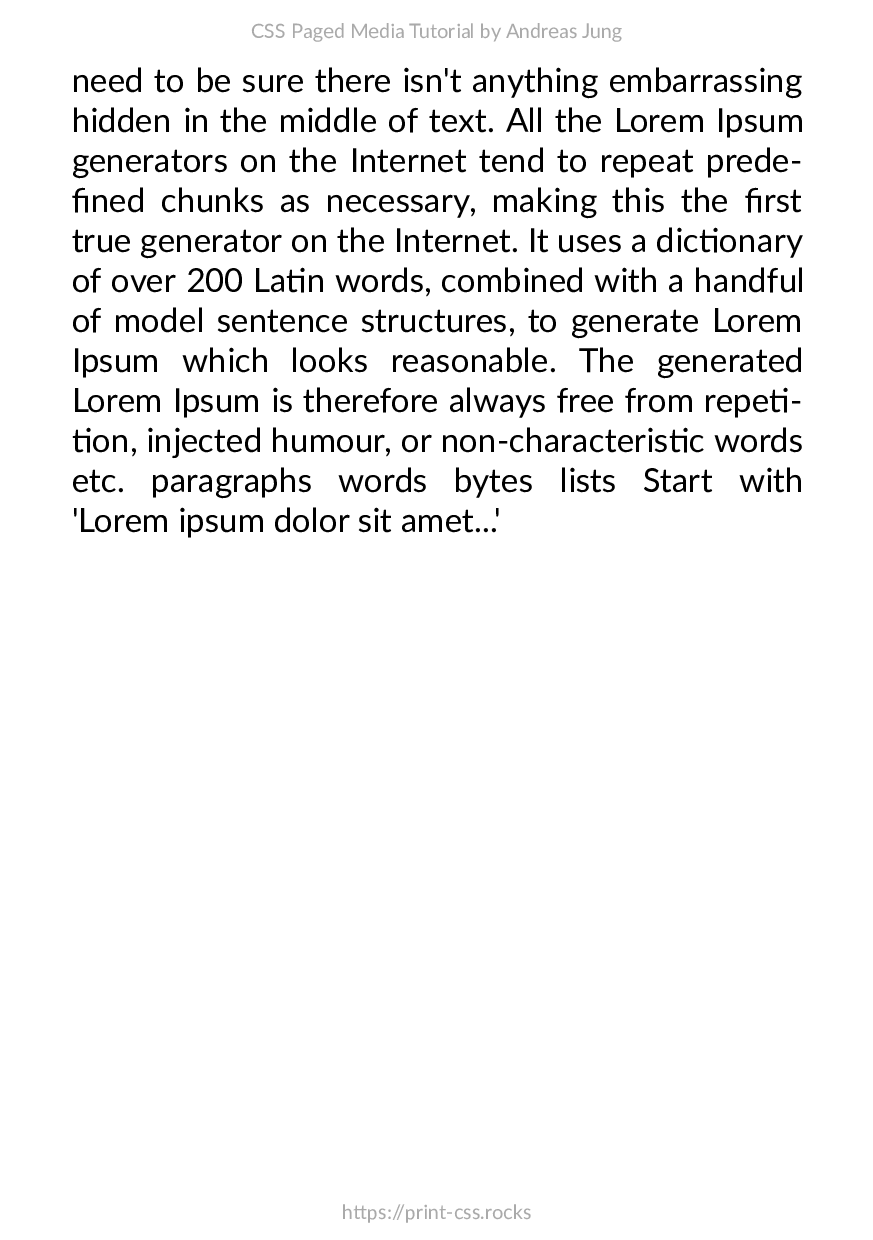 CSS Paged Media Tutorial by Andreas Jung
need to be sure there isn't anything embarrassing
hidden in the middle of text. All the Lorem Ipsum
generators on the Internet tend to repeat prede-
fined chunks as necessary, making this the first
true generator on the Internet. It uses a dictionary
of over 200 Latin words, combined with a handful
of model sentence structures, to generate Lorem
Ipsum which looks reasonable. The generated
Lorem Ipsum is therefore always free from repeti-
tion, injected humour, or non-characteristic words
etc. paragraphs words bytes lists Start with
'Lorem ipsum dolor sit amet...'
https://print-css.rocks